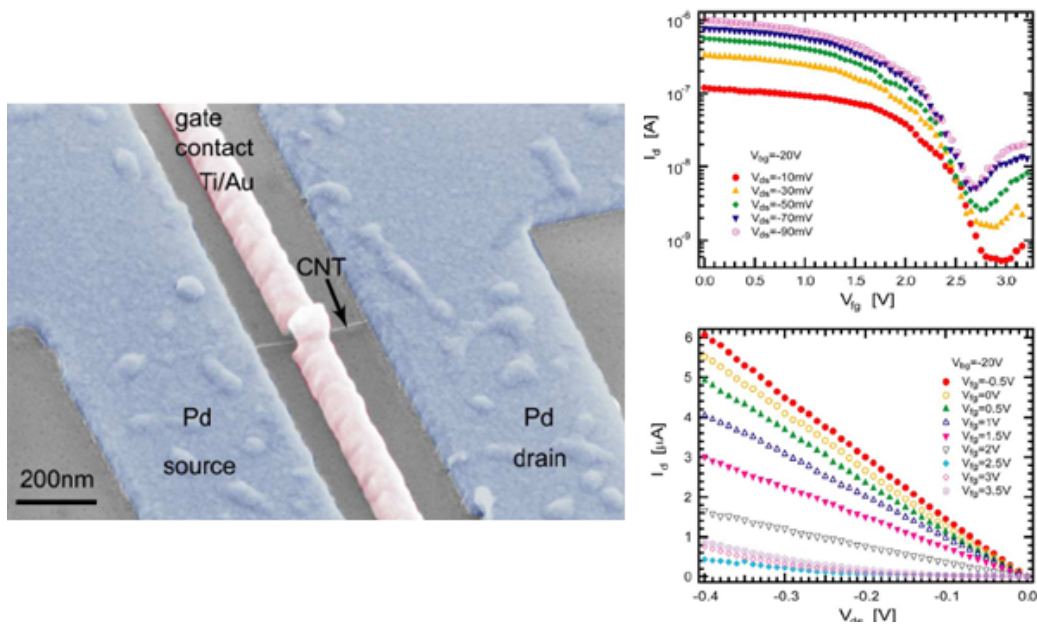 gate
contact
Ti/Au
CNT
Pd
source
Pd
drain
200nm
10⁻⁶
10⁻⁷
10⁻⁸
10⁻⁹
I_d [A]
V_bg=-20V
V_ds=-10mV
V_ds=-30mV
V_ds=-50mV
V_ds=-70mV
V_ds=-90mV
0.0 0.5 1.0 1.5 2.0 2.5 3.0
V_fg [V]
6
5
4
3
2
1
0
I_d [μA]
V_bg=-20V
V_fg=-0.5V
V_fg=0V
V_fg=0.5V
V_fg=1V
V_fg=1.5V
V_fg=2V
V_fg=2.5V
V_fg=3V
V_fg=3.5V
-0.4 -0.3 -0.2 -0.1 0.0
V_ds [V]